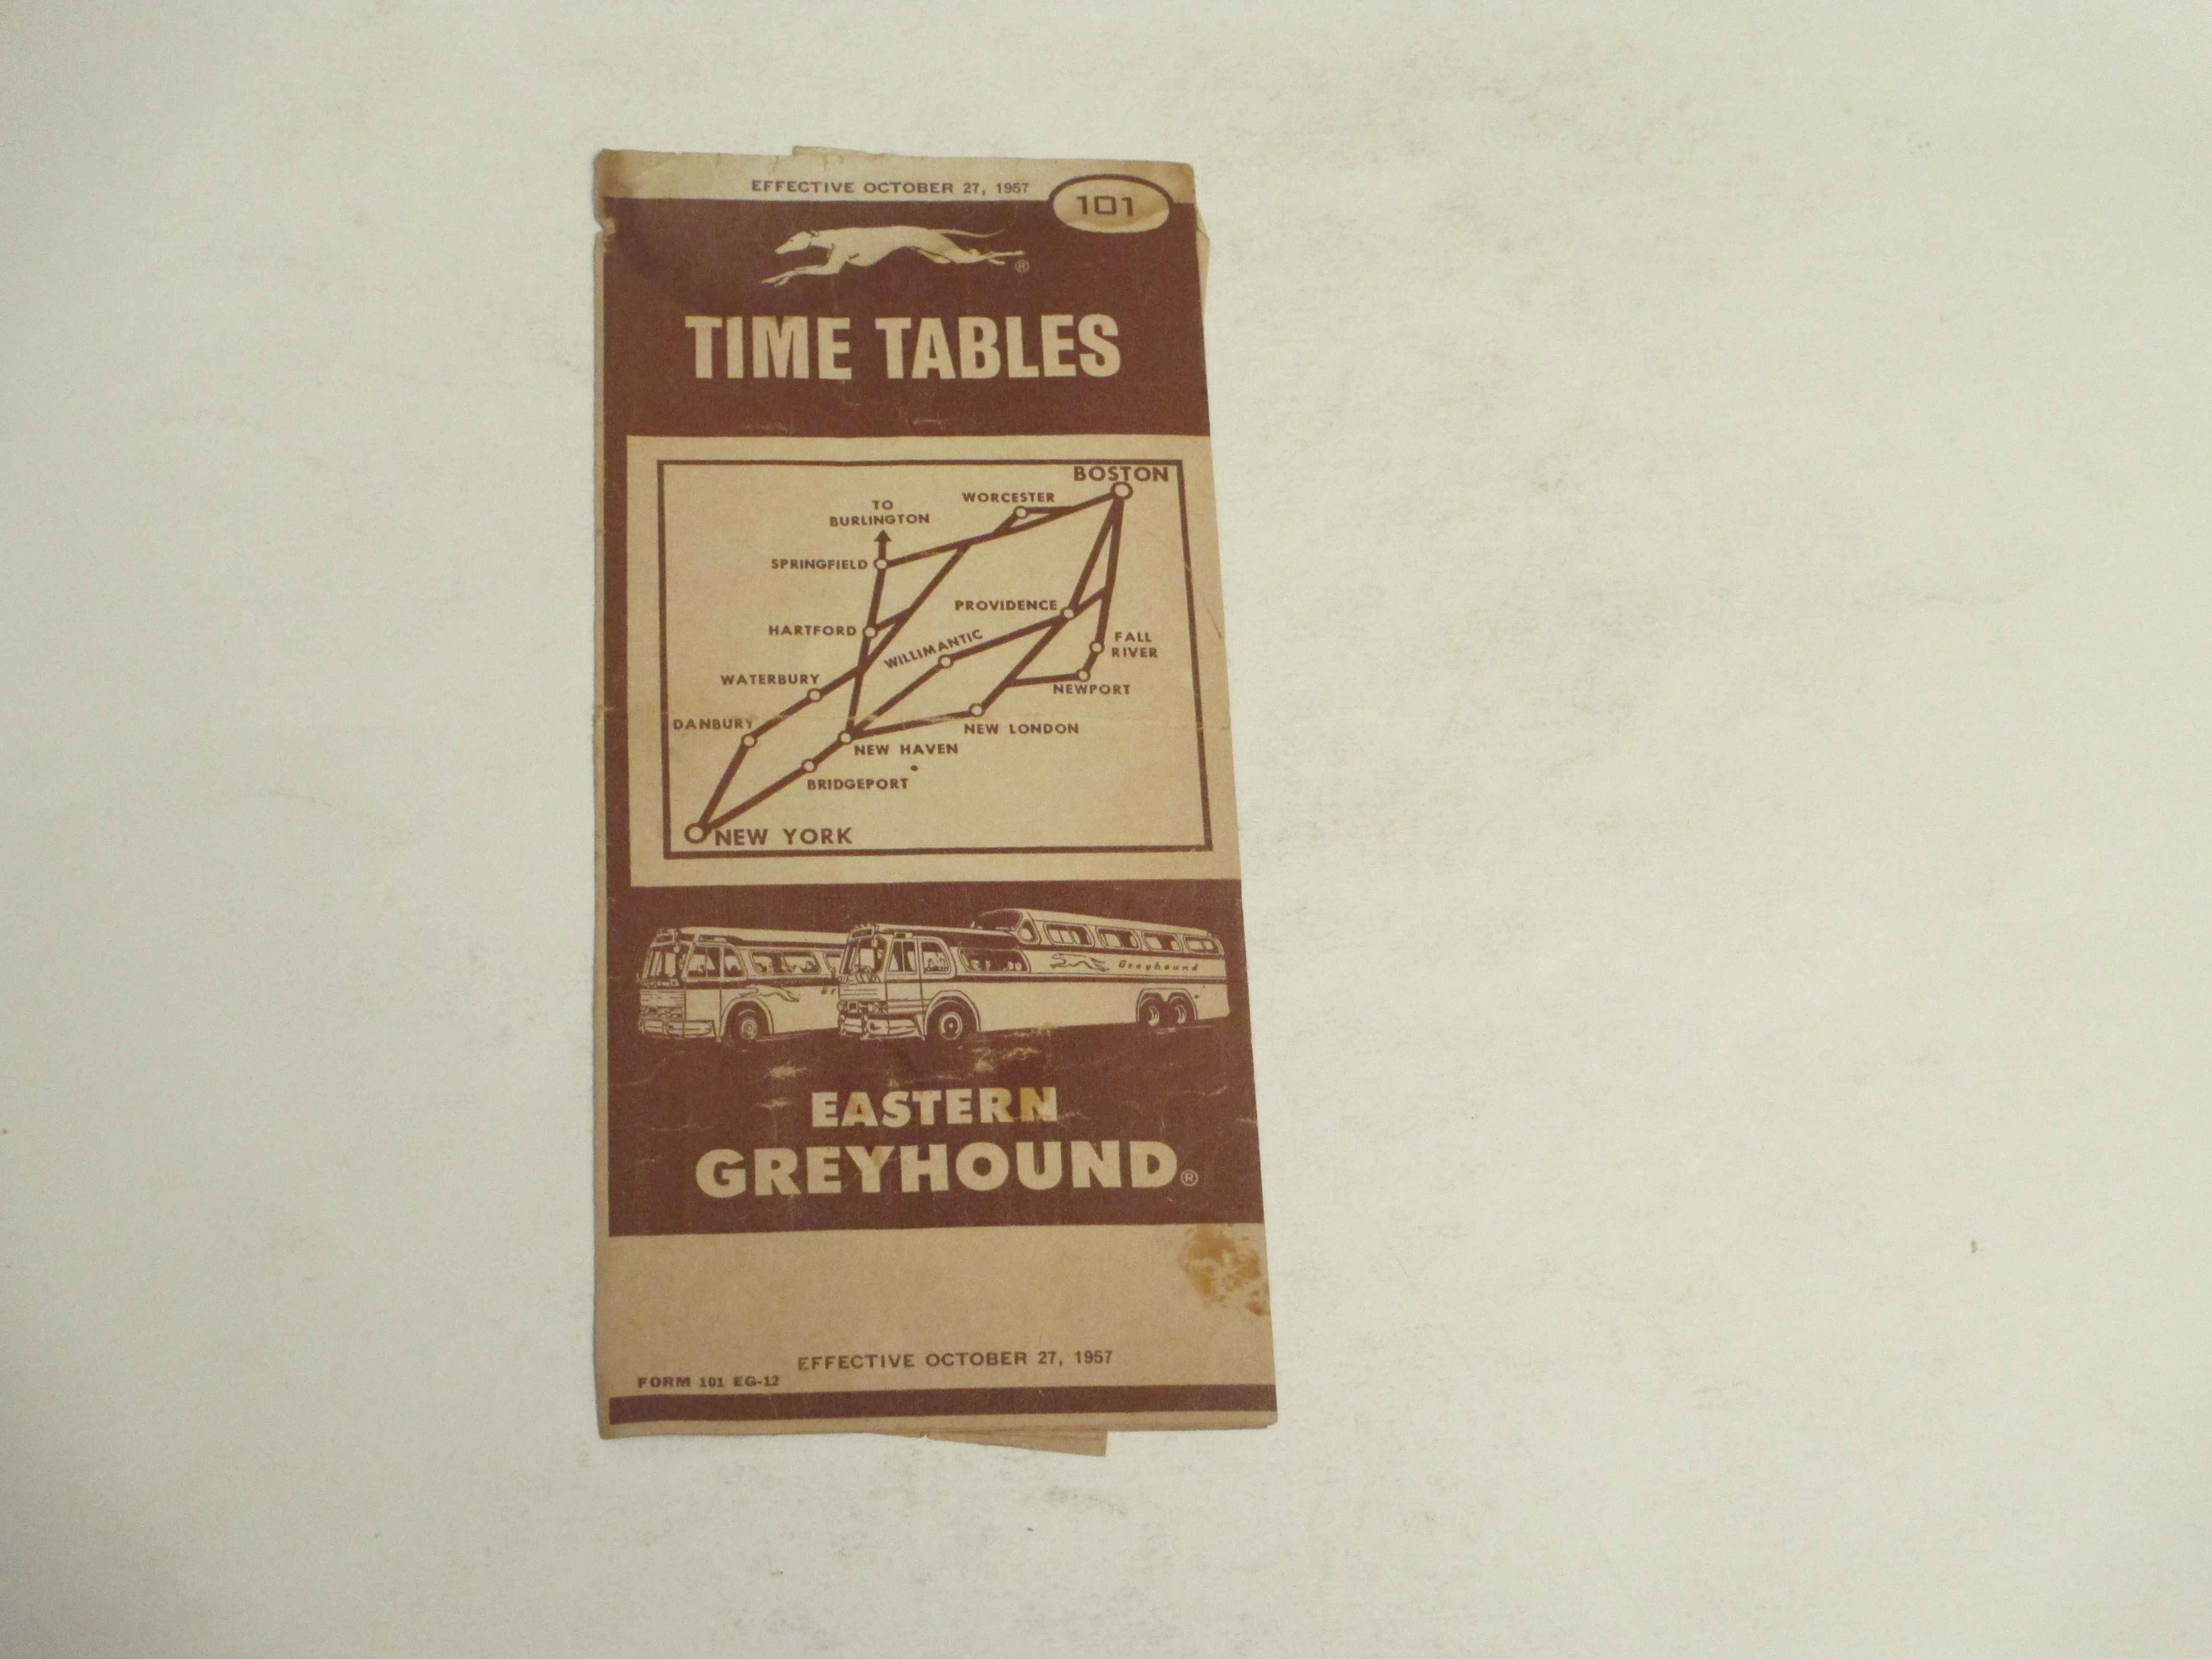 EFFECTIVE OCTOBER 27, 1957
101
®
TIME TABLES
BOSTON
WORCESTER
TO
BURLINGTON
SPRINGFIELD
PROVIDENCE
HARTFORD
WILLIMANTIC
FALL
RIVER
WATERBURY
NEWPORT
DANBURY
NEW LONDON
NEW HAVEN
BRIDGEPORT
NEW YORK
Greyhound
Gr
EASTERN
GREYHOUND®
EFFECTIVE OCTOBER 27, 1957
FORM 101 EG-12